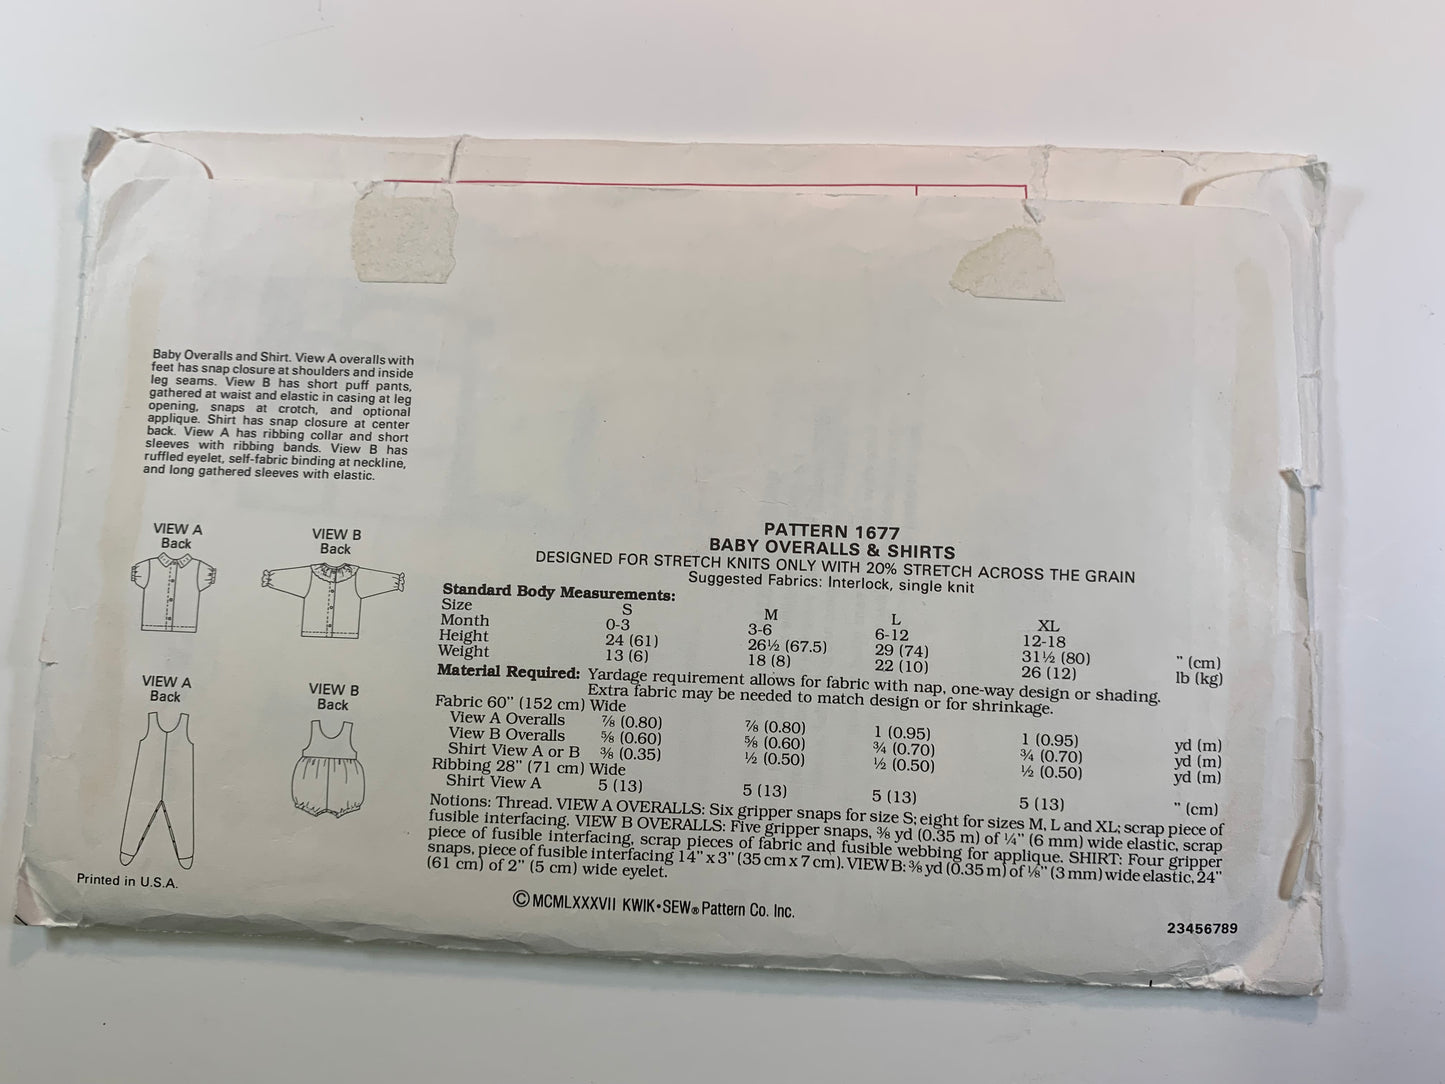 Baby Overalls and Shirt. View A overalls with
feet has snap closure at shoulders and inside
leg seams. View B has short puff pants,
gathered at waist and elastic in casing at leg
opening, snaps at crotch, and optional
applique. Shirt has snap closure at center
back. View A has ribbing collar and short
sleeves with ribbing bands. View B has
ruffled eyelet, self-fabric binding at neckline,
and long gathered sleeves with elastic.
VIEW A
Back
VIEW B
Back
VIEW A
Back
VIEW B
Back
Printed in U.S.A.
PATTERN 1677
BABY OVERALLS & SHIRTS
DESIGNED FOR STRETCH KNITS ONLY WITH 20% STRETCH ACROSS THE GRAIN
Suggested Fabrics: Interlock, single knit
Standard Body Measurements:
Size S M L XL
Month 0-3 3-6 6-12 12-18
Height 24 (61) 26½ (67.5) 29 (74) 31½ (80) " (cm)
Weight 13 (6) 18 (8) 22 (10) 26 (12) lb (kg)
Material Required: Yardage requirement allows for fabric with nap, one-way design or shading.
Extra fabric may be needed to match design or for shrinkage.
Fabric 60" (152 cm) Wide
View A Overalls ⅞ (0.80) ⅞ (0.80) 1 (0.95) 1 (0.95) yd (m)
View B Overalls ⅝ (0.60) ⅝ (0.60) ¾ (0.70) ¾ (0.70) yd (m)
Shirt View A or B ⅜ (0.35) ½ (0.50) ½ (0.50) ½ (0.50) yd (m)
Ribbing 28" (71 cm) Wide
Shirt View A 5 (13) 5 (13) 5 (13) 5 (13) " (cm)
Notions: Thread. VIEW A OVERALLS: Six gripper snaps for size S; eight for sizes M, L and XL; scrap piece of
fusible interfacing. VIEW B OVERALLS: Five gripper snaps, ⅜ yd (0.35 m) of ¼" (6 mm) wide elastic, scrap
piece of fusible interfacing, scrap pieces of fabric and fusible webbing for applique. SHIRT: Four gripper
snaps, piece of fusible interfacing 14" x 3" (35 cm x 7 cm). VIEW B: ⅜ yd (0.35 m) of ⅛" (3 mm) wide elastic, 24"
(61 cm) of 2" (5 cm) wide eyelet.
© MCMLXXXVII KWIK•SEW® Pattern Co. Inc.
23456789